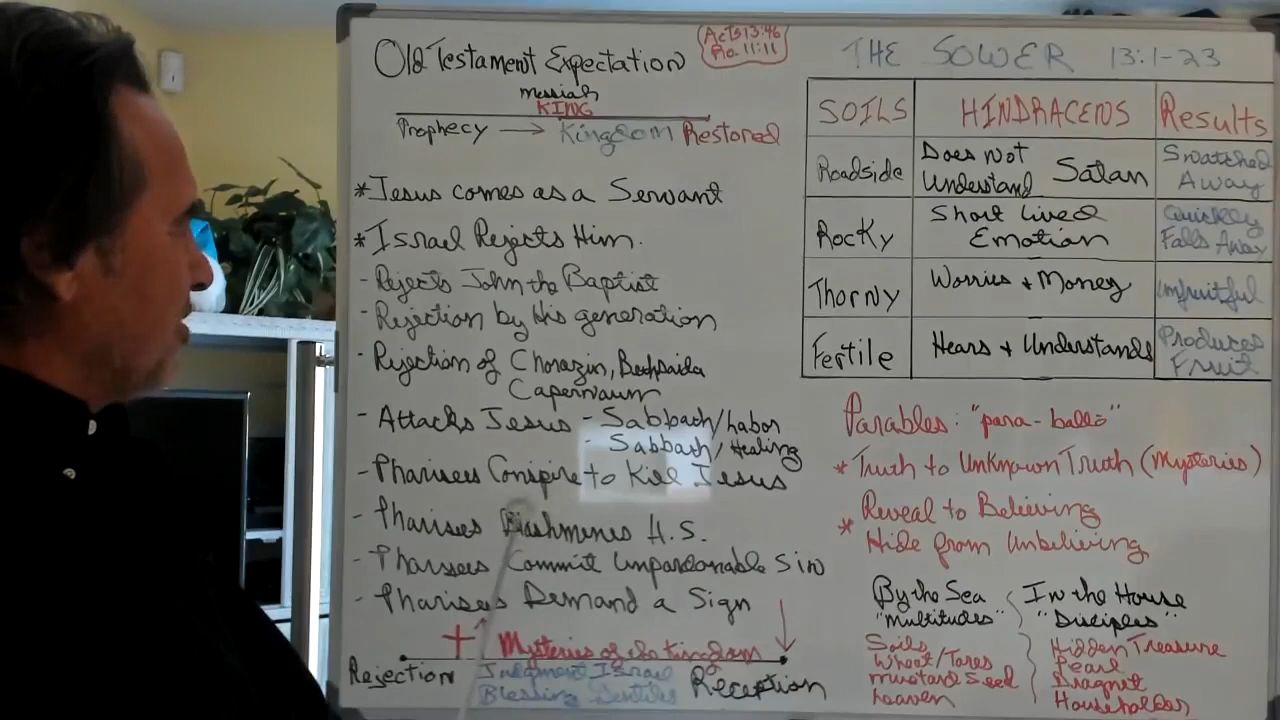 Old Testament Expectation
Acts 13:46
Ro. 11:11
Messiah
KING
Prophecy → Kingdom Restored
*Jesus comes as a Servant
*Israel Rejects Him.
- Rejects John the Baptist
- Rejection by His generation
- Rejection of Chorazin, Bethsaida
Capernaum
- Attacks Jesus - Sabbath/Labor
- Sabbath/Healing
- Pharisees Conspire to Kill Jesus
- Pharisees Blashmenes H.S.
- Pharisees Commit Unpardonable Sin
- Pharisees Demand a Sign
Mysteries of the Kingdom
Rejection
Judgment Israel
Blessing Gentiles
Reception
THE SOWER 13:1-23
SOILS HINDRACENS Results
Roadside Does Not Understand Satan Snatched Away
Rocky Short Lived Emotion Quickly Falls Away
Thorny Worries + Money Unfruitful
Fertile Hears + Understands Produces Fruit
Parables: "para-balló"
* Truth to Unknown Truth (Mysteries)
* Reveal to Believing
Hide from Unbeliving
By the Sea
"Multitudes"
Soils
Wheat/Tares
Mustard Seed
Leaven
In the House
"Disciples"
Hidden Treasure
Pearl
Dragnet
Householder